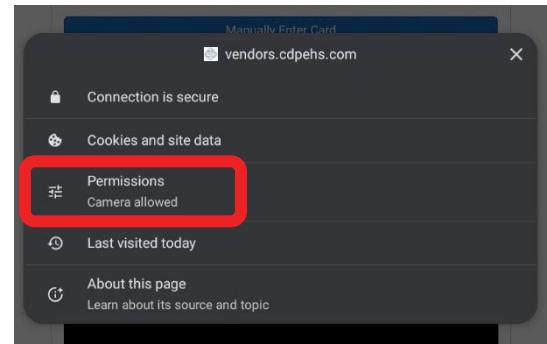 Manually Enter Card
vendors.cdpehs.com
Connection is secure
Cookies and site data
Permissions
Camera allowed
Last visited today
About this page
Learn about its source and topic